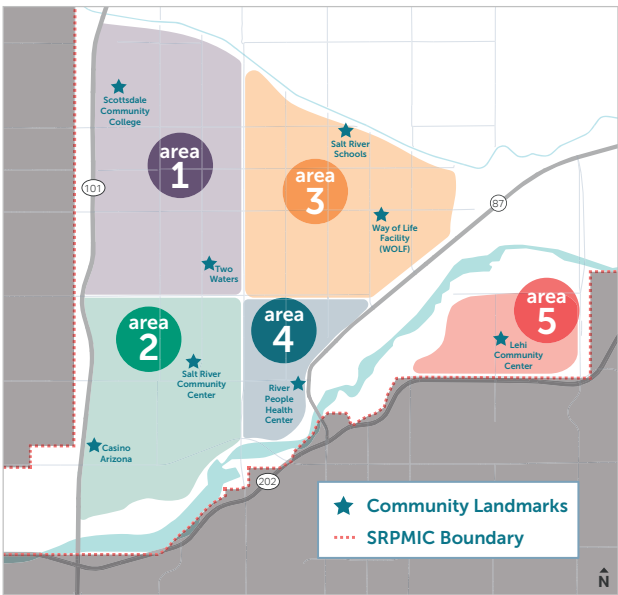 Scottsdale
Community
College
area
1
101
Two
Waters
area
3
Salt River
Schools
Way of Life
Facility
(WOLF)
87
area
2
Salt River
Community
Center
Casino
Arizona
area
4
River
People
Health
Center
area
5
Lehi
Community
Center
202
Community Landmarks
SRPMIC Boundary
N